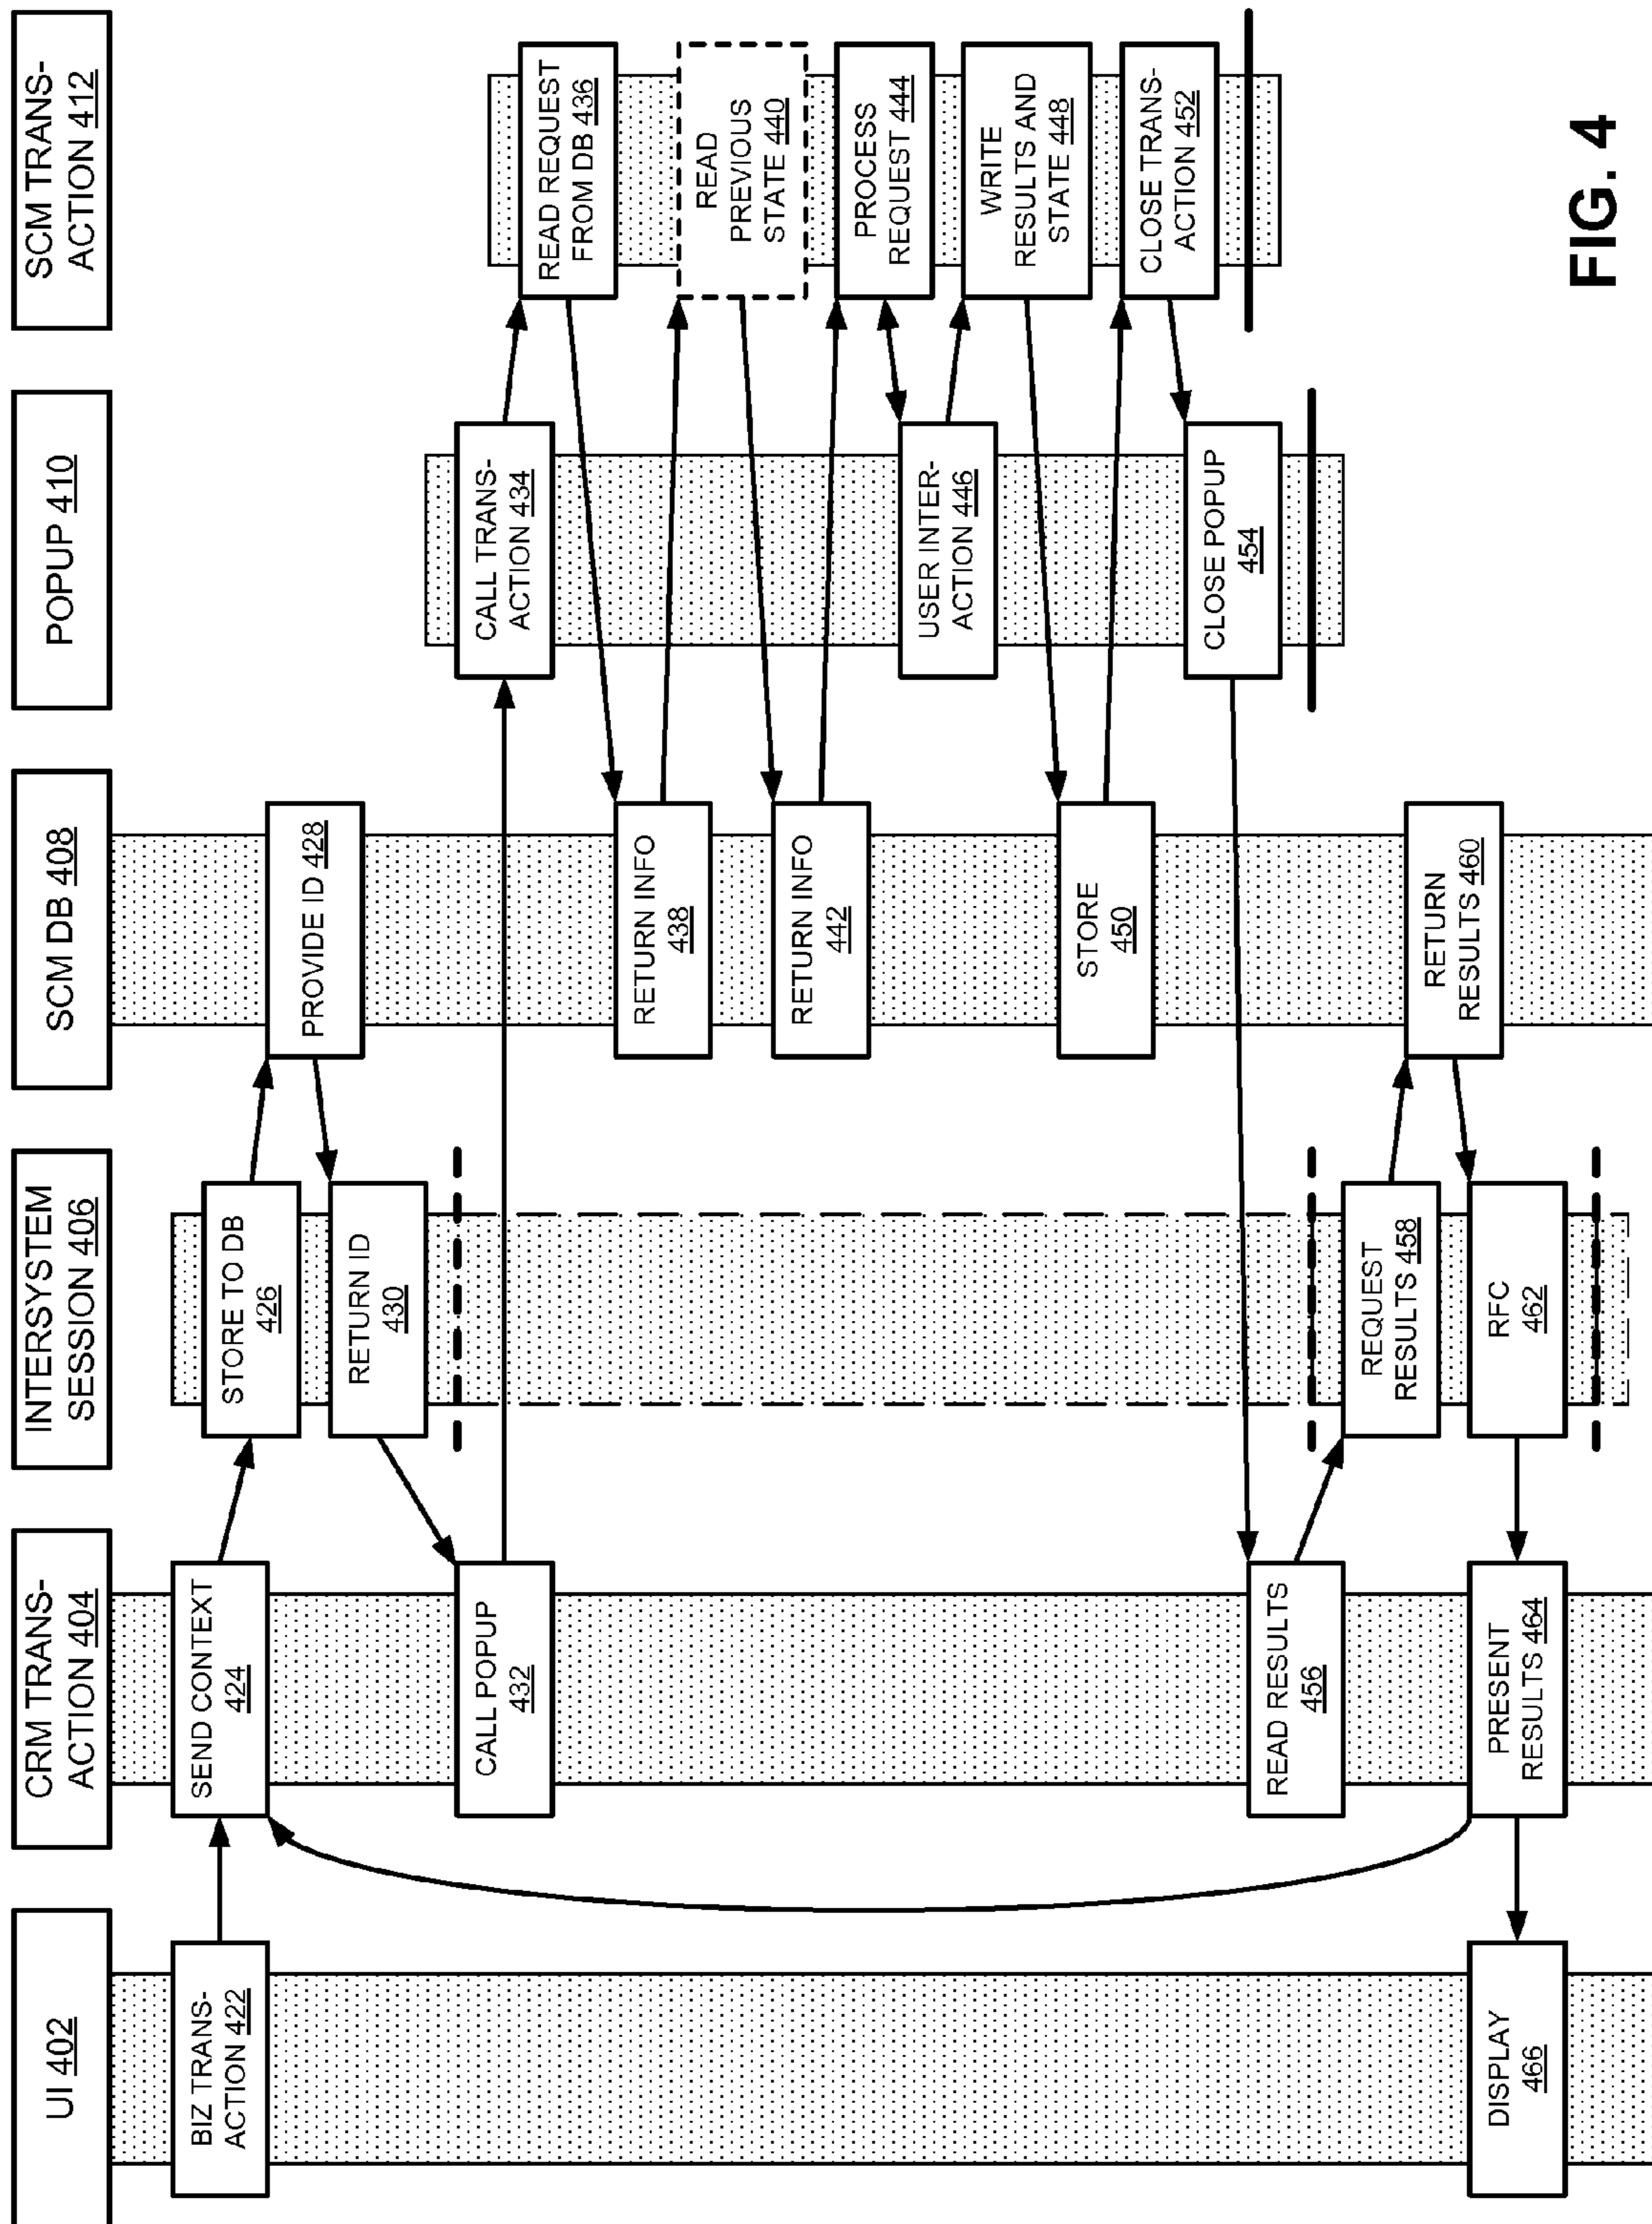 UI 402
CRM TRANS-
ACTION 404
INTERSYSTEM
SESSION 406
SCM DB 408
POPUP 410
SCM TRANS-
ACTION 412
BIZ TRANS-
ACTION 422
SEND CONTEXT
424
STORE TO DB
426
PROVIDE ID 428
RETURN ID
430
CALL POPUP
432
CALL TRANS-
ACTION 434
READ REQUEST
FROM DB 436
RETURN INFO
438
READ
PREVIOUS
STATE 440
RETURN INFO
442
PROCESS
REQUEST 444
USER INTER-
ACTION 446
WRITE
RESULTS AND
STATE 448
STORE
450
CLOSE TRANS-
ACTION 452
CLOSE POPUP
454
READ RESULTS
456
REQUEST
RESULTS 458
RETURN
RESULTS 460
RFC
462
PRESENT
RESULTS 464
DISPLAY
466
FIG. 4